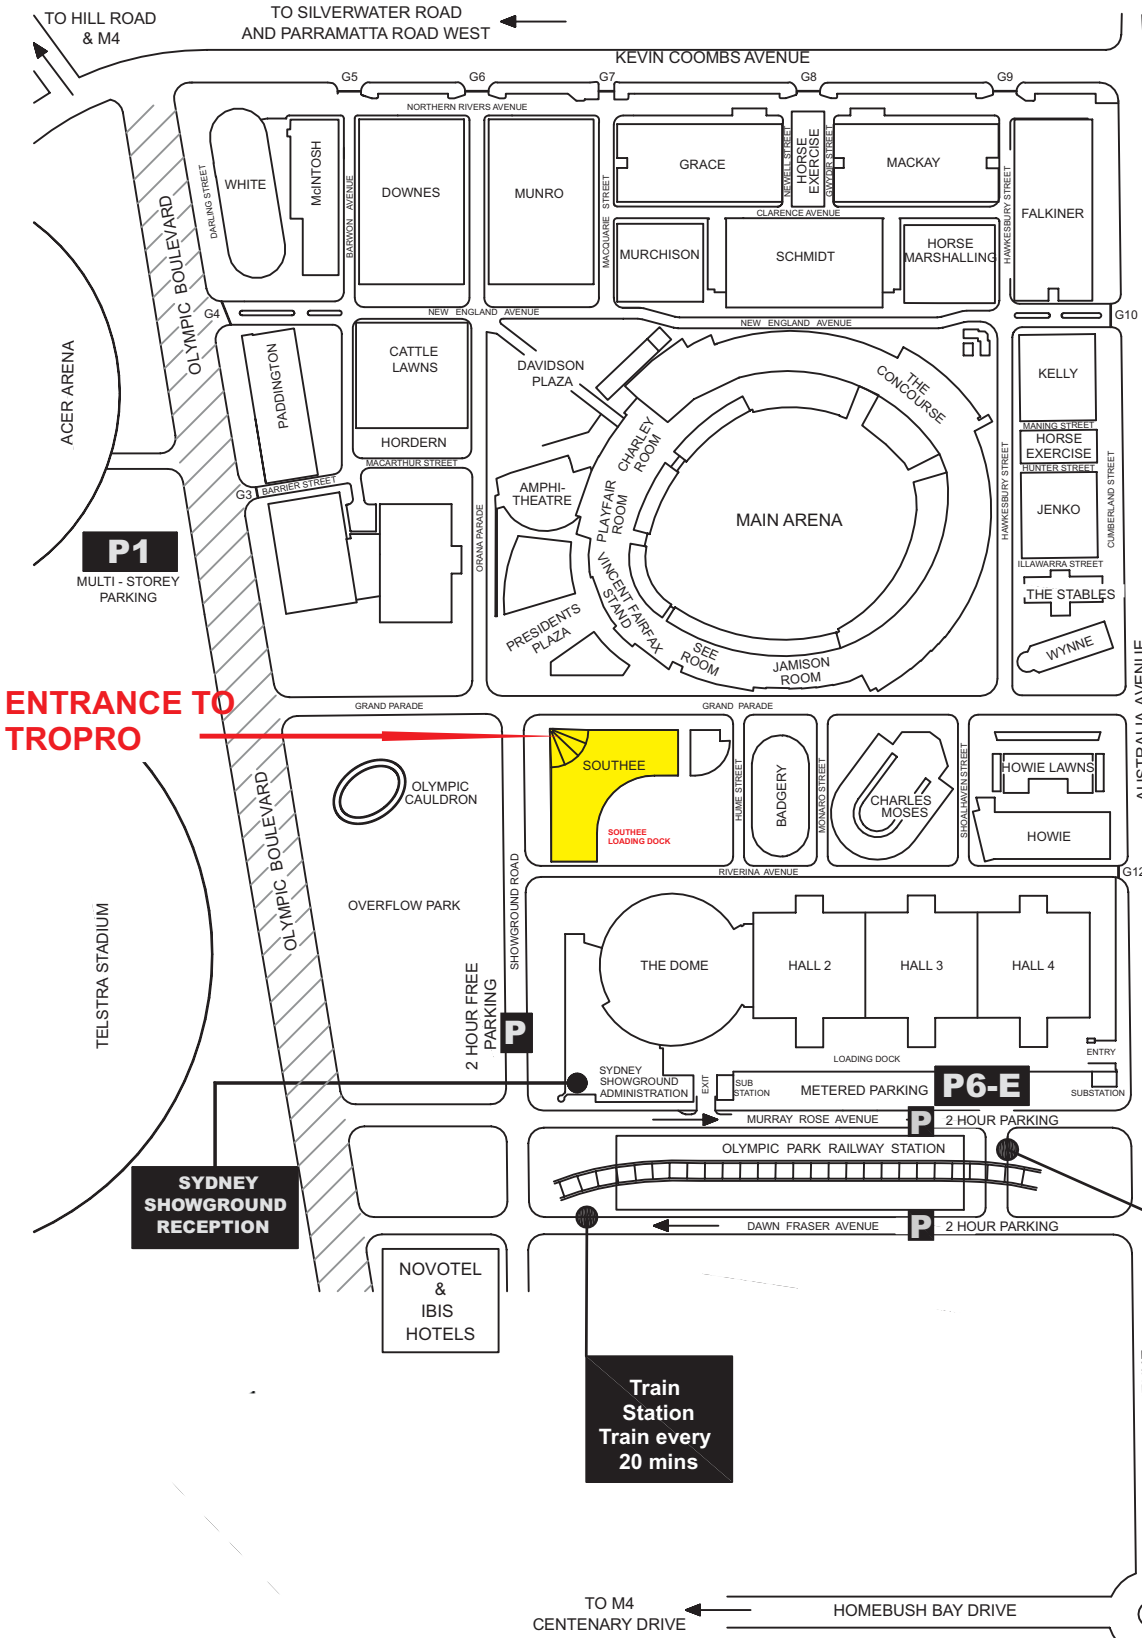 TO HILL ROAD
& M4
TO SILVERWATER ROAD
AND PARRAMATTA ROAD WEST
KEVIN COOMBS AVENUE
G5
G6
G7
G8
G9
NORTHERN RIVERS AVENUE
DARLING STREET
WHITE
McINTOSH
BARWON AVENUE
DOWNES
MUNRO
MACQUARIE STREET
GRACE
NEWELL STREET
HORSE
EXERCISE
GWYDIR STREET
MACKAY
HAWKESBURY STREET
FALKINER
CLARENCE AVENUE
MURCHISON
SCHMIDT
HORSE
MARSHALLING
OLYMPIC BOULEVARD
G4
NEW ENGLAND AVENUE
NEW ENGLAND AVENUE
G10
ACER ARENA
PADDINGTON
CATTLE
LAWNS
HORDERN
MACARTHUR STREET
DAVIDSON
PLAZA
THE
CONCOURSE
KELLY
MANING STREET
HORSE
EXERCISE
HUNTER STREET
CHARLEY
ROOM
G3
BARRIER STREET
AMPHI-
THEATRE
PLAYFAIR
ROOM
MAIN ARENA
HAWKESBURY STREET
JENKO
CUMBERLAND STREET
ORANA PARADE
P1
MULTI - STOREY
PARKING
ILLAWARRA STREET
THE STABLES
VINCENT FAIRFAX
STAND
PRESIDENTS
PLAZA
SEE
ROOM
JAMISON
ROOM
WYNNE
AUSTRALIA AVENUE
ENTRANCE TO
TROPRO
GRAND PARADE
GRAND PARADE
SOUTHEE
HUME STREET
BADGERY
MONARO STREET
CHARLES
MOSES
SHOALHAVEN STREET
HOWIE LAWNS
HOWIE
OLYMPIC
CAULDRON
SOUTHEE
LOADING DOCK
OLYMPIC BOULEVARD
RIVERINA AVENUE
G12
TELSTRA STADIUM
OVERFLOW PARK
SHOWGROUND ROAD
THE DOME
HALL 2
HALL 3
HALL 4
2 HOUR FREE
PARKING
P
LOADING DOCK
ENTRY
SYDNEY
SHOWGROUND
ADMINISTRATION
EXIT
SUB
STATION
METERED PARKING
P6-E
SUBSTATION
MURRAY ROSE AVENUE
P
2 HOUR PARKING
OLYMPIC PARK RAILWAY STATION
SYDNEY
SHOWGROUND
RECEPTION
DAWN FRASER AVENUE
P
2 HOUR PARKING
NOVOTEL
&
IBIS
HOTELS
Train
Station
Train every
20 mins
TO M4
CENTENARY DRIVE
HOMEBUSH BAY DRIVE